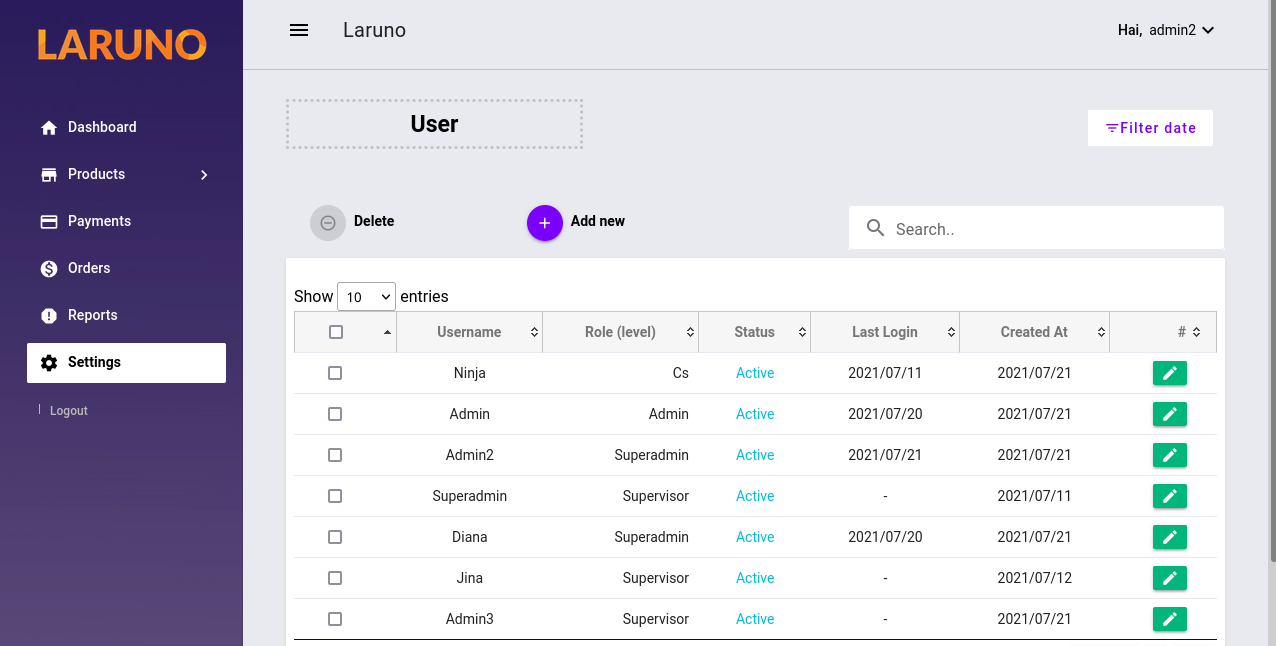 LARUNO
Laruno
Hai, admin2
Dashboard
Products
Payments
Orders
Reports
Settings
Logout
User
Filter date
Delete
Add new
Search..
Show 10 entries
Username Role (level) Status Last Login Created At #
Ninja Cs Active 2021/07/11 2021/07/21
Admin Admin Active 2021/07/20 2021/07/21
Admin2 Superadmin Active 2021/07/21 2021/07/21
Superadmin Supervisor Active - 2021/07/11
Diana Superadmin Active 2021/07/20 2021/07/21
Jina Supervisor Active - 2021/07/12
Admin3 Supervisor Active - 2021/07/21